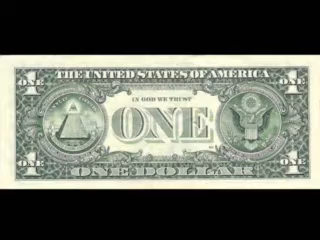 1 THE UNITED STATES OF AMERICA 1
IN GOD WE TRUST
ONE
ONE ONE
ONE DOLLAR